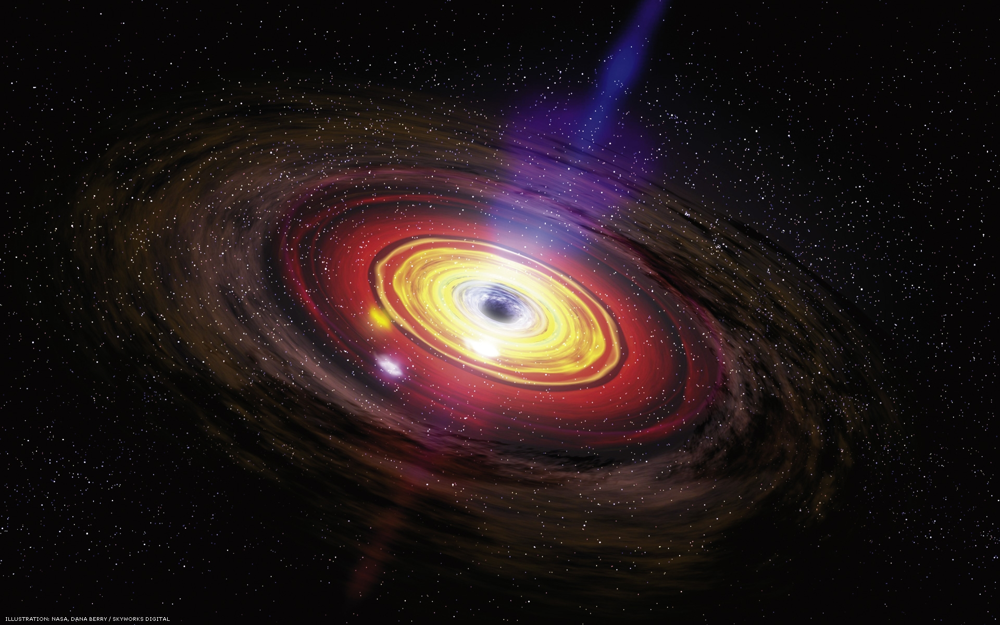 ILLUSTRATION: NASA, DANA BERRY / SKYWORKS DIGITAL